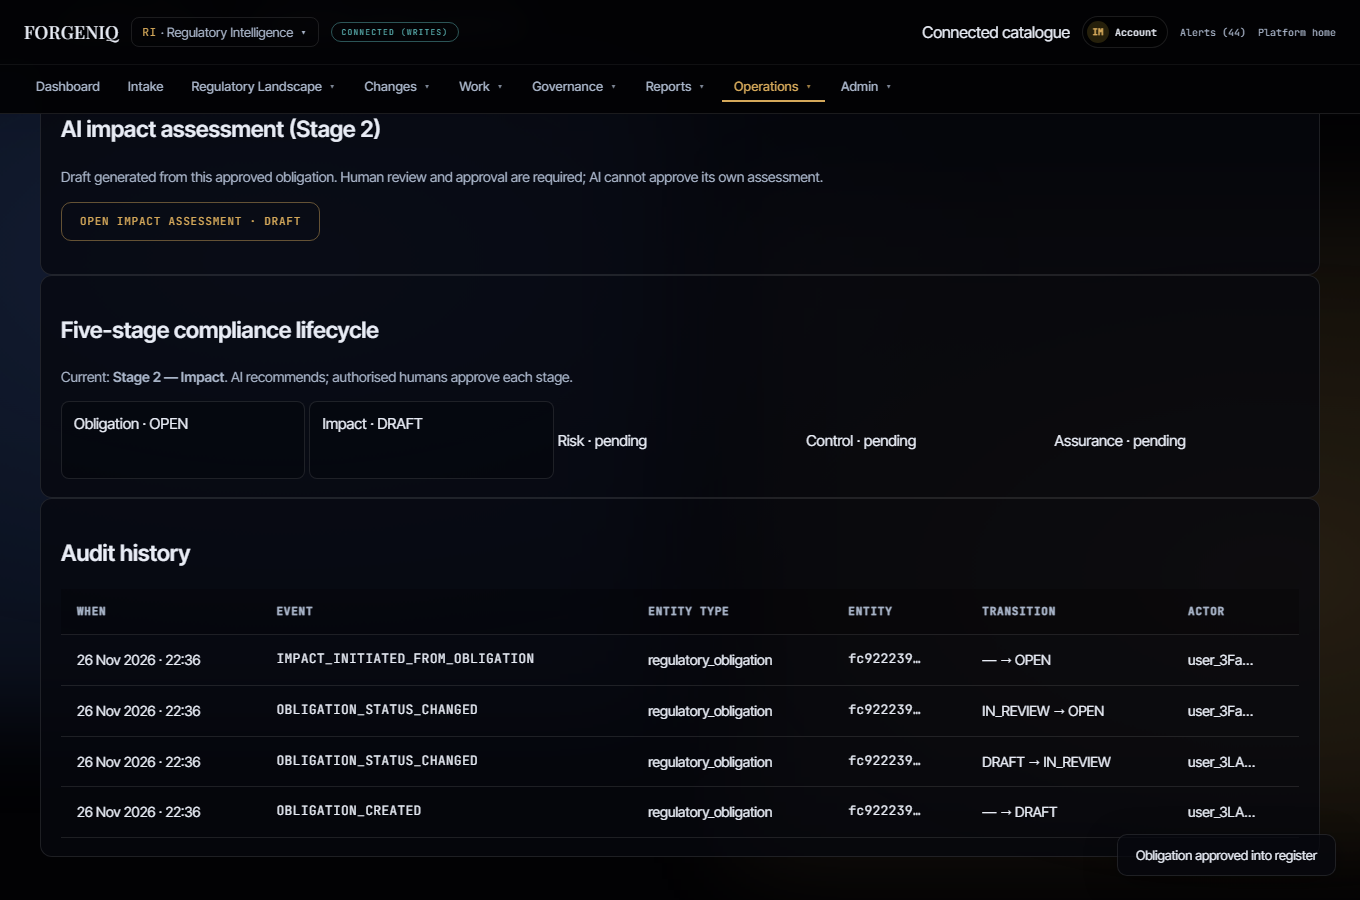 FORGENIQ
RI · Regulatory Intelligence ▾
CONNECTED (WRITES)
Connected catalogue
IM Account
Alerts (44)
Platform home
Dashboard
Intake
Regulatory Landscape ▾
Changes ▾
Work ▾
Governance ▾
Reports ▾
Operations ▾
Admin ▾
AI impact assessment (Stage 2)
Draft generated from this approved obligation. Human review and approval are required; AI cannot approve its own assessment.
OPEN IMPACT ASSESSMENT · DRAFT
Five-stage compliance lifecycle
Current: Stage 2 — Impact. AI recommends; authorised humans approve each stage.
Obligation · OPEN
Impact · DRAFT
Risk · pending
Control · pending
Assurance · pending
Audit history
WHEN EVENT ENTITY TYPE ENTITY TRANSITION ACTOR
26 Nov 2026 · 22:36 IMPACT_INITIATED_FROM_OBLIGATION regulatory_obligation fc922239… — → OPEN user_3Fa…
26 Nov 2026 · 22:36 OBLIGATION_STATUS_CHANGED regulatory_obligation fc922239… IN_REVIEW → OPEN user_3Fa…
26 Nov 2026 · 22:36 OBLIGATION_STATUS_CHANGED regulatory_obligation fc922239… DRAFT → IN_REVIEW user_3LA…
26 Nov 2026 · 22:36 OBLIGATION_CREATED regulatory_obligation fc922239… — → DRAFT user_3LA…
Obligation approved into register